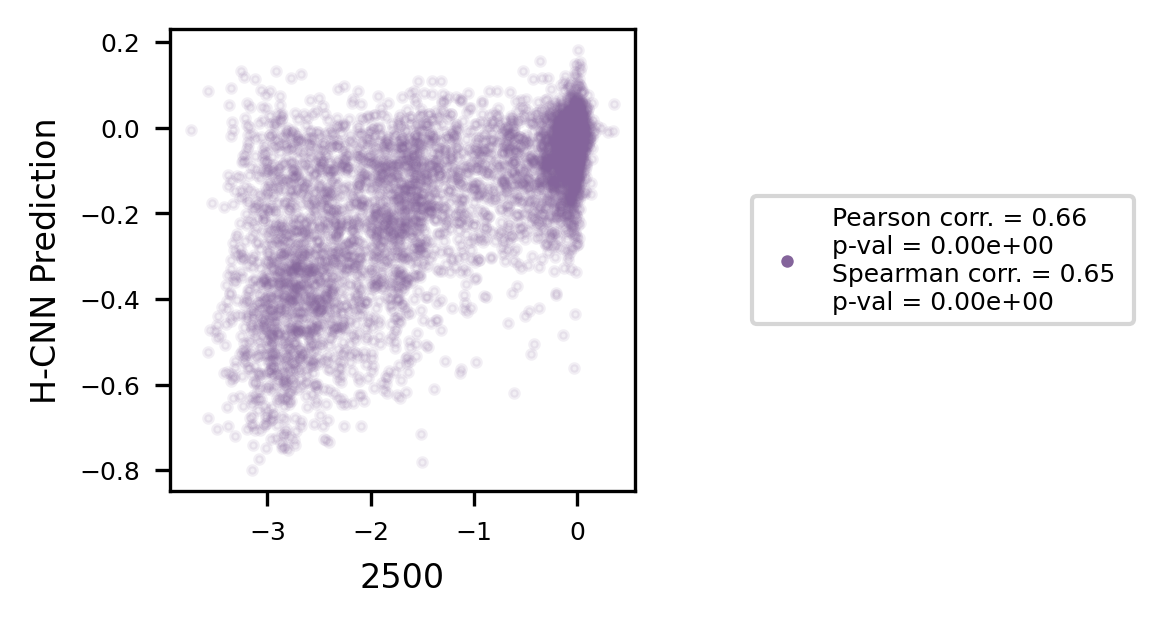 H-CNN Prediction
0.2
0.0
−0.2
−0.4
−0.6
−0.8
−3
−2
−1
0
2500
Pearson corr. = 0.66
p-val = 0.00e+00
Spearman corr. = 0.65
p-val = 0.00e+00